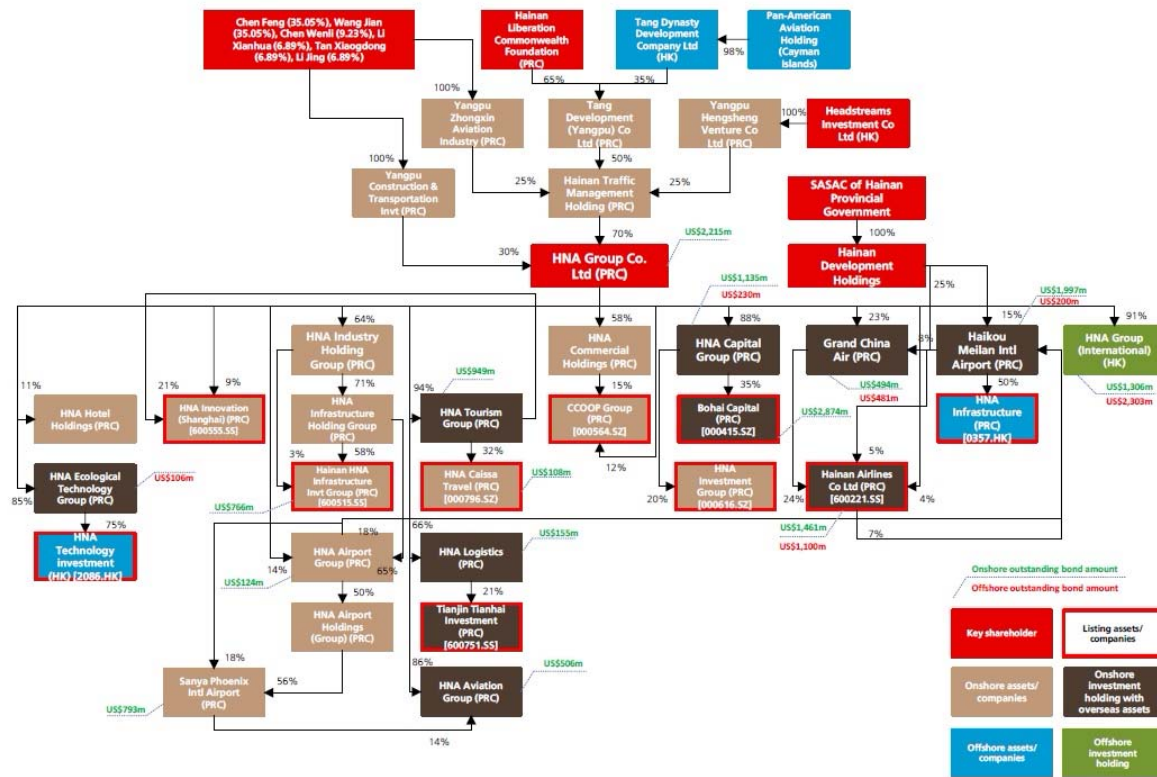 Chen Feng (35.05%), Wang Jian
(35.05%), Chen Wenli (9.23%), Li
Xianhua (6.89%), Tan Xiaogdong
(6.89%), Li Jing (6.89%)
Hainan
Liberation
Commonwealth
Foundation
(PRC)
Tang Dynasty
Development
Company Ltd
(HK)
98%
Pan-American
Aviation Holding
(Cayman
Islands)
65%
35%
100%
Yangpu
Zhongxin
Aviation
Industry (PRC)
Tang
Development
(Yangpu) Co
Ltd (PRC)
Yangpu
Hengsheng
Venture Co
Ltd (PRC)
100%
Headstreams
Investment Co
Ltd (HK)
100%
50%
Yangpu
Construction &
Transportation
Invt (PRC)
25%
Hainan Traffic
Management
Holding (PRC)
25%
SASAC of Hainan
Provincial
Government
70%
US$2,215m
100%
30%
HNA Group Co.
Ltd (PRC)
Hainan
Development
Holdings
US$1,135m
US$230m
25%
US$1,997m
US$200m
64%
58%
88%
23%
15%
91%
HNA Industry
Holding Group
(PRC)
HNA
Commercial
Holdings (PRC)
HNA Capital
Group (PRC)
Grand China
Air (PRC)
8%
Haikou
Meilan Intl
Airport (PRC)
HNA Group
(International)
(HK)
US$949m
11%
21%
9%
71%
94%
15%
35%
US$494m
US$481m
50%
US$1,306m
US$2,303m
HNA Hotel
Holdings (PRC)
HNA Innovation
(Shanghai) (PRC)
[600555.SS]
HNA
Infrastructure
Holding Group
(PRC)
HNA Tourism
Group (PRC)
CCOOP Group
(PRC)
[000564.SZ]
Bohai Capital
(PRC)
[000415.SZ]
US$2,874m
HNA
Infrastructure
(PRC)
[0357.HK]
3%
58%
32%
12%
5%
HNA Ecological
Technology
Group (PRC)
US$106m
85%
Hainan HNA
Infrastructure
Invt Group (PRC)
[600515.SS]
HNA Caissa
Travel (PRC)
[000796.SZ]
US$108m
20%
HNA
Investment
Group (PRC)
[000616.SZ]
24%
Hainan Airlines
Co Ltd (PRC)
[600221.SS]
4%
US$766m
75%
HNA
Technology
investment
(HK) [2086.HK]
18%
66%
US$155m
US$1,461m
US$1,100m
7%
14%
HNA Airport
Group (PRC)
65%
HNA Logistics
(PRC)
US$124m
50%
21%
HNA Airport
Holdings
(Group) (PRC)
Tianjin Tianhai
Investment
(PRC)
[600751.SS]
18%
56%
86%
US$506m
Sanya Phoenix
Intl Airport
(PRC)
HNA Aviation
Group (PRC)
US$793m
14%
Onshore outstanding bond amount
Offshore outstanding bond amount
Key shareholder
Listing assets/
companies
Onshore assets/
companies
Onshore
investment
holding with
overseas assets
Offshore assets/
companies
Offshore
investment
holding